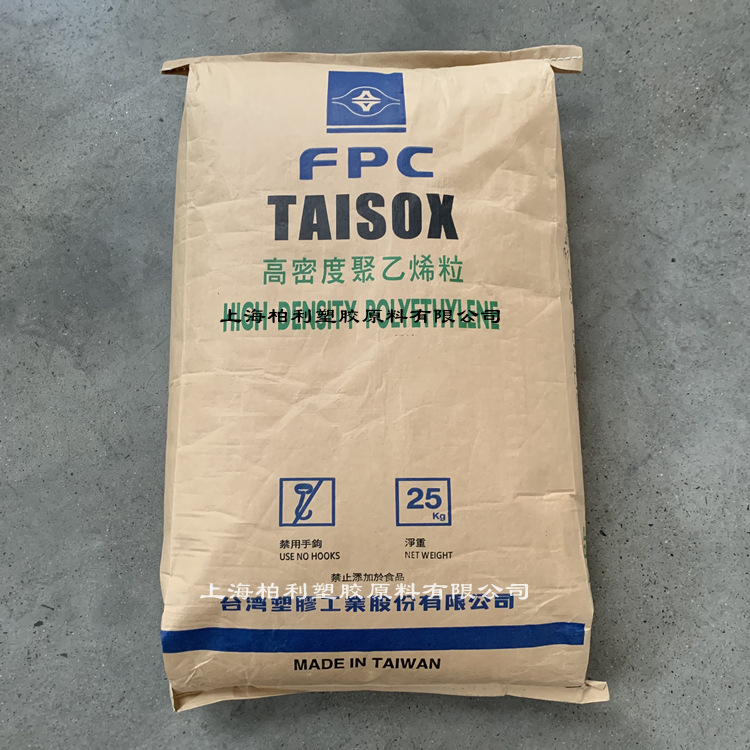 FPC
TAISOX
高密度聚乙烯粒
HIGH DENSITY POLYETHYLENE
上海柏利塑胶原料有限公司
25
Kg
禁用手鉤
USE NO HOOKS
淨重
NET WEIGHT
禁止添加於食品
上海柏利塑胶原料有限公司
台灣塑膠工業股份有限公司
MADE IN TAIWAN